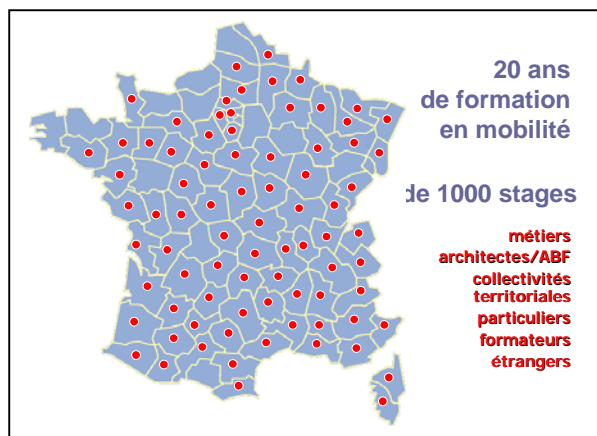 20 ans
de formation
en mobilité
de 1000 stages
métiers
architectes/ABF
collectivités
territoriales
particuliers
formateurs
étrangers